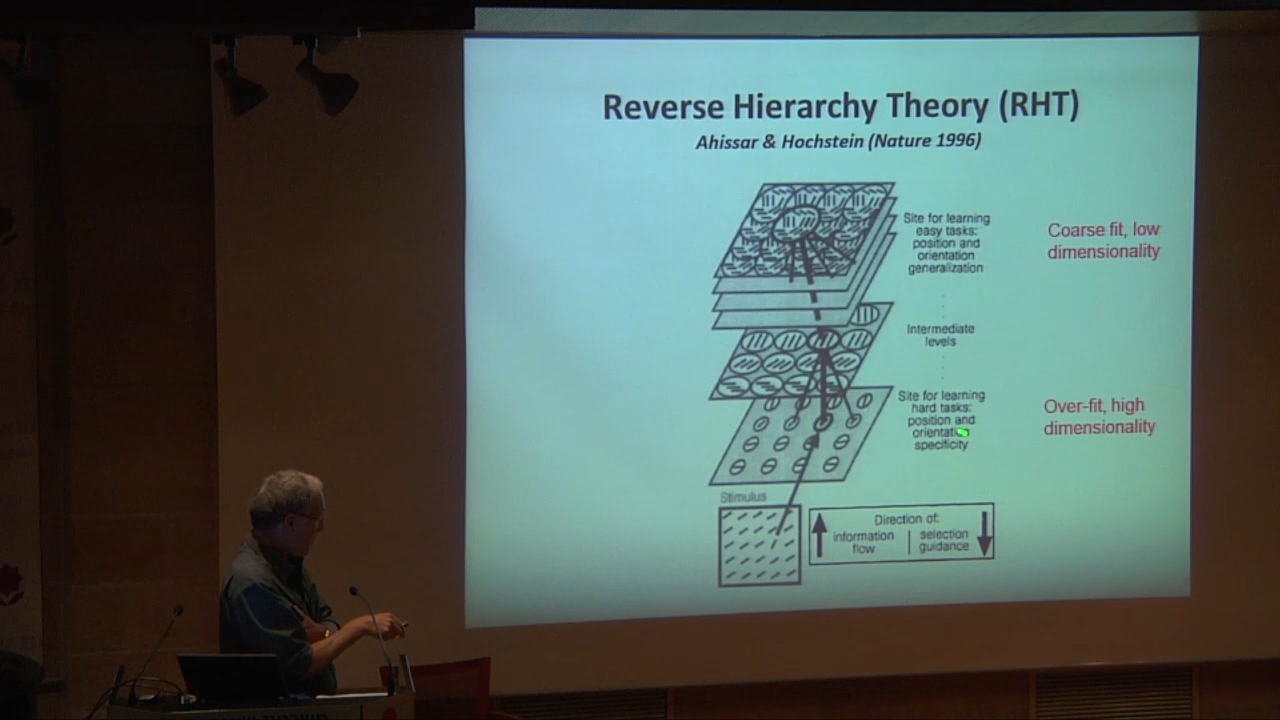 Reverse Hierarchy Theory (RHT)
Ahissar & Hochstein (Nature 1996)
Site for learning
easy tasks:
position and
orientation
generalization
Coarse fit, low
dimensionality
Intermediate
levels
Site for learning
hard tasks:
position and
specificity
Over-fit, high
dimensionality
Stimulus
Direction of:
information
flow
selection
guidance